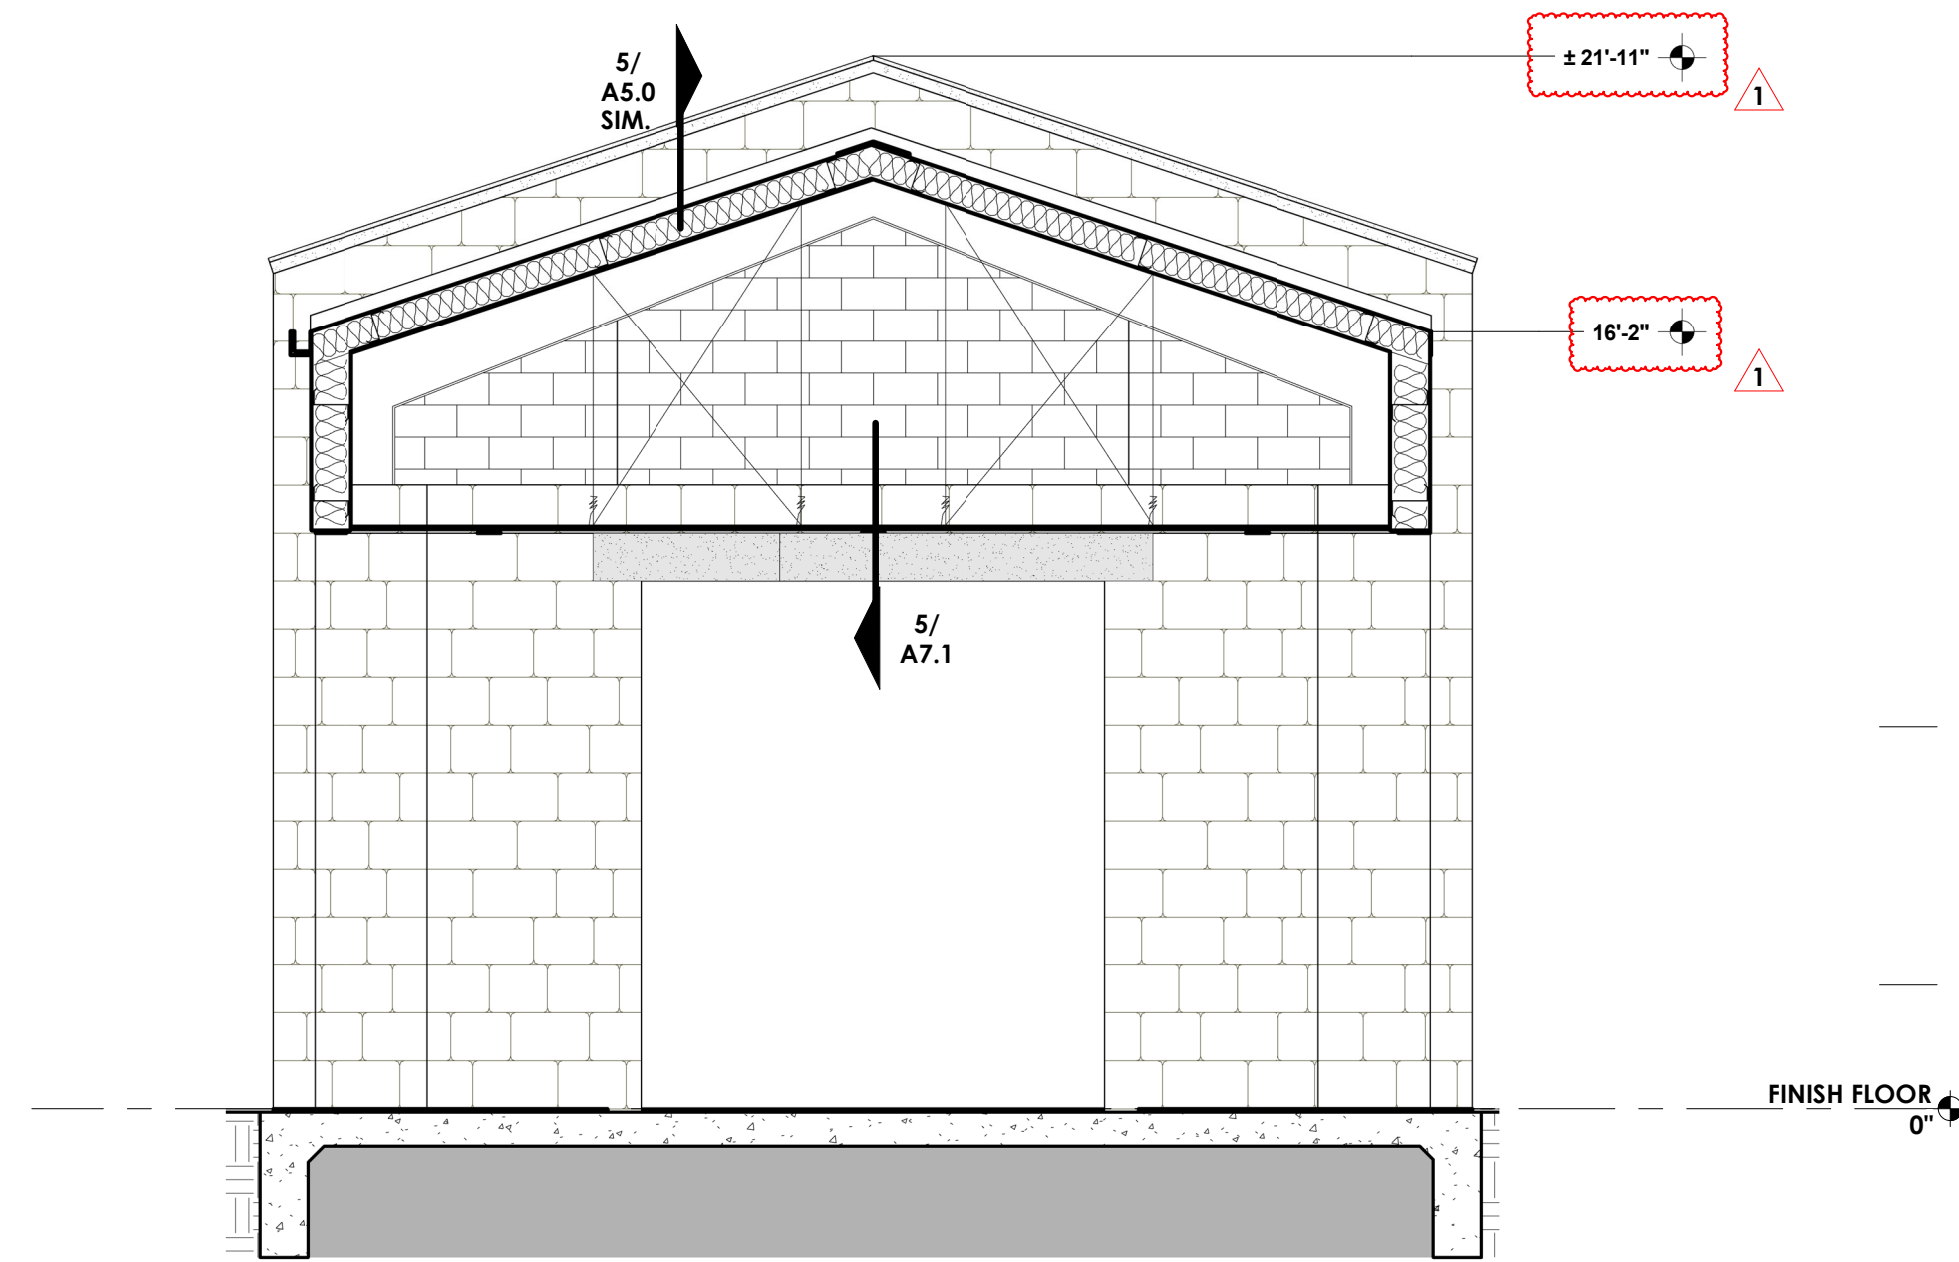 5/
A5.0
SIM.
± 21'-11"
1
16'-2"
1
5/
A7.1
FINISH FLOOR
0"